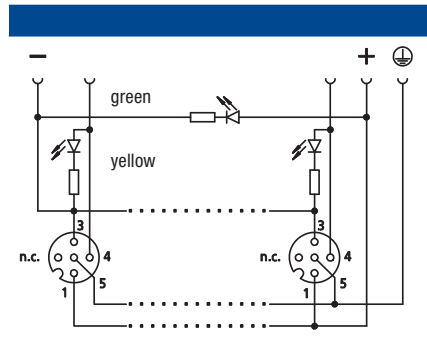 − + ⏚
green
yellow
3 3
n.c. 4 n.c. 4
1 5 1 5